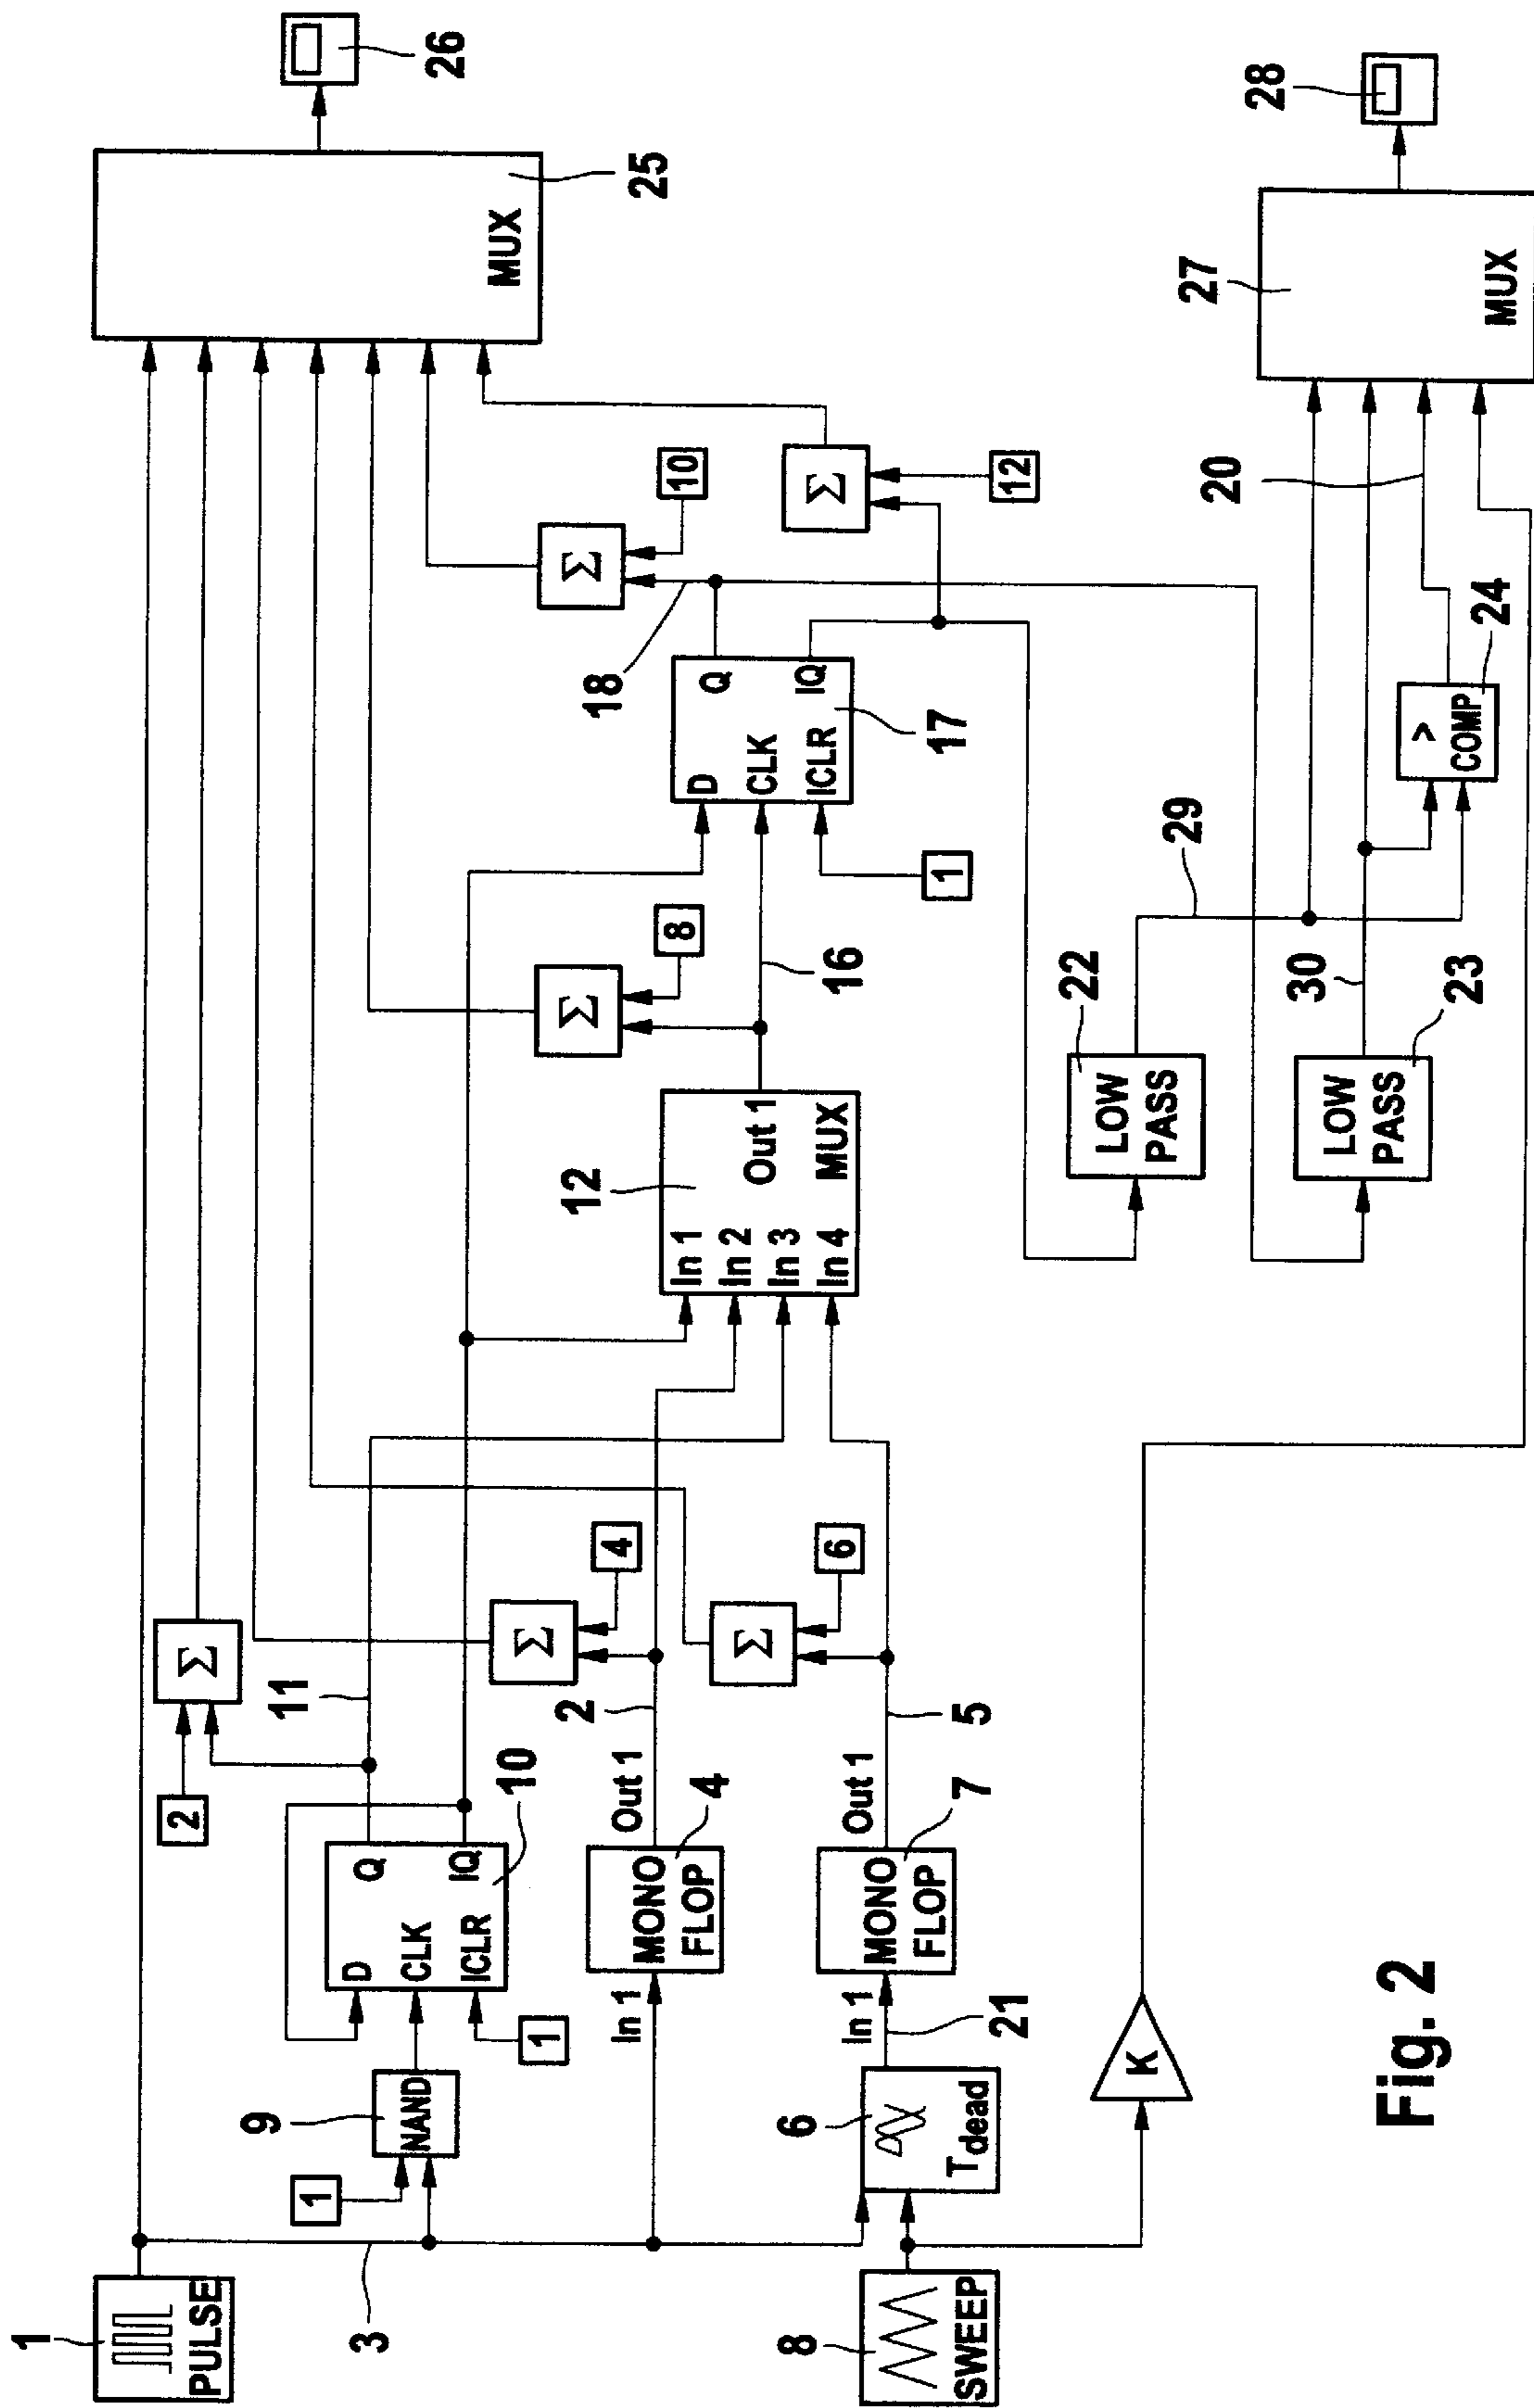 1
PULSE
3
8
SWEEP
1
9
NAND
1
D
CLK
ICLR
Q
IQ
10
2
Σ
11
In 1
MONO
FLOP
Out 1
4
2
Σ
4
6
T dead
21
In 1
MONO
FLOP
Out 1
7
5
Σ
6
K
12
In 1
In 2
In 3
In 4
Out 1
MUX
Σ
8
16
1
D
CLK
ICLR
Q
IQ
17
18
Σ
10
Σ
12
MUX
25
26
22
LOW
PASS
29
LOW
PASS
23
30
>
COMP
24
20
27
MUX
28
Fig. 2